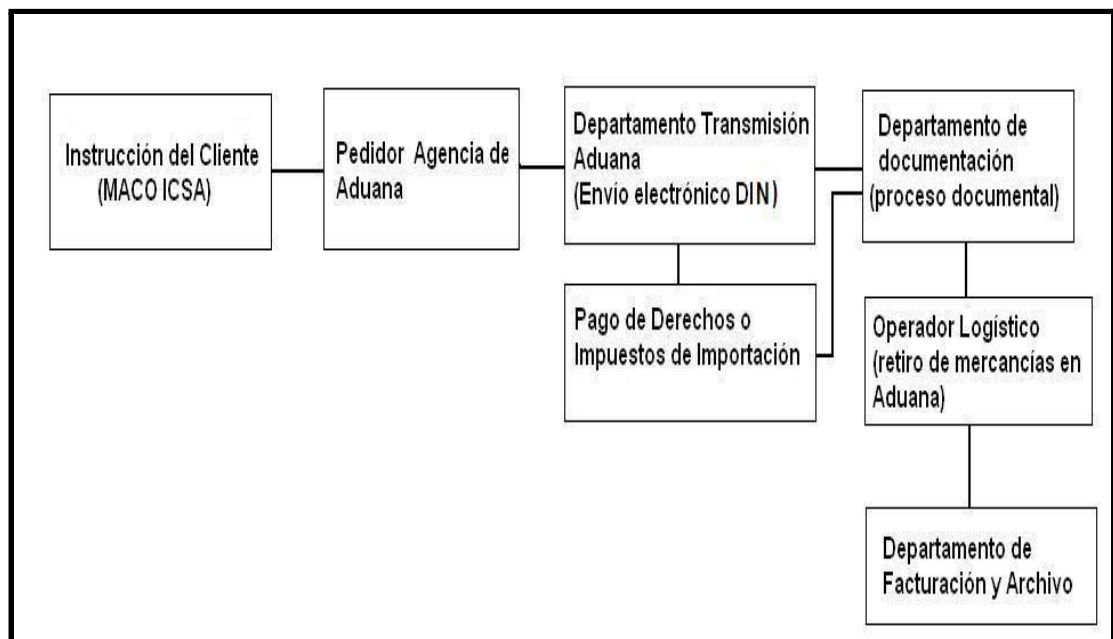 Instrucción del Cliente
(MACO ICSA)
Pedidor Agencia de
Aduana
Departamento Transmisión
Aduana
(Envío electrónico DIN)
Departamento de
documentación
(proceso documental)
Pago de Derechos o
Impuestos de Importación
Operador Logístico
(retiro de mercancías en
Aduana)
Departamento de
Facturación y Archivo